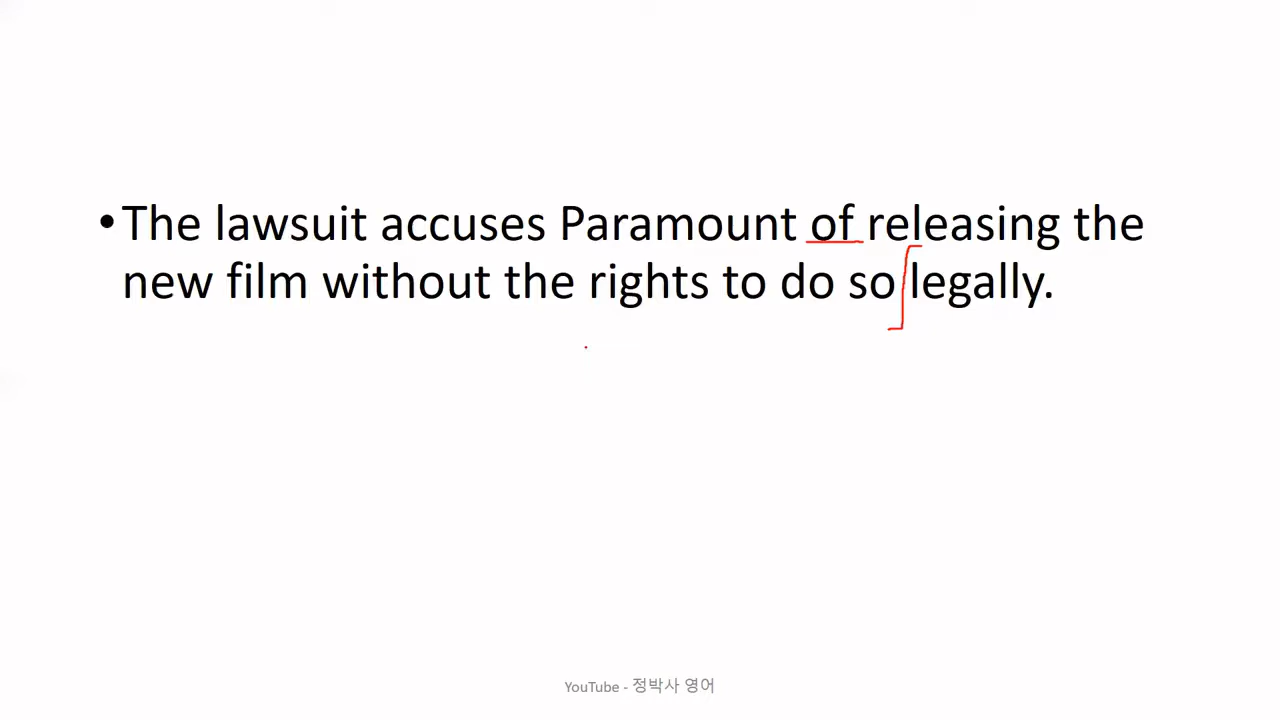 •The lawsuit accuses Paramount of releasing the
new film without the rights to do so legally.
YouTube - 정박사 영어